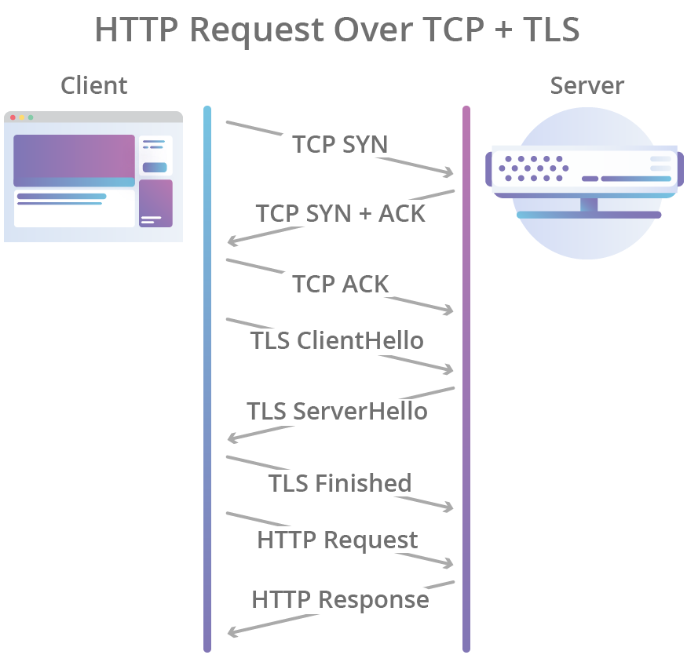 HTTP Request Over TCP + TLS
Client
Server
TCP SYN
TCP SYN + ACK
TCP ACK
TLS ClientHello
TLS ServerHello
TLS Finished
HTTP Request
HTTP Response